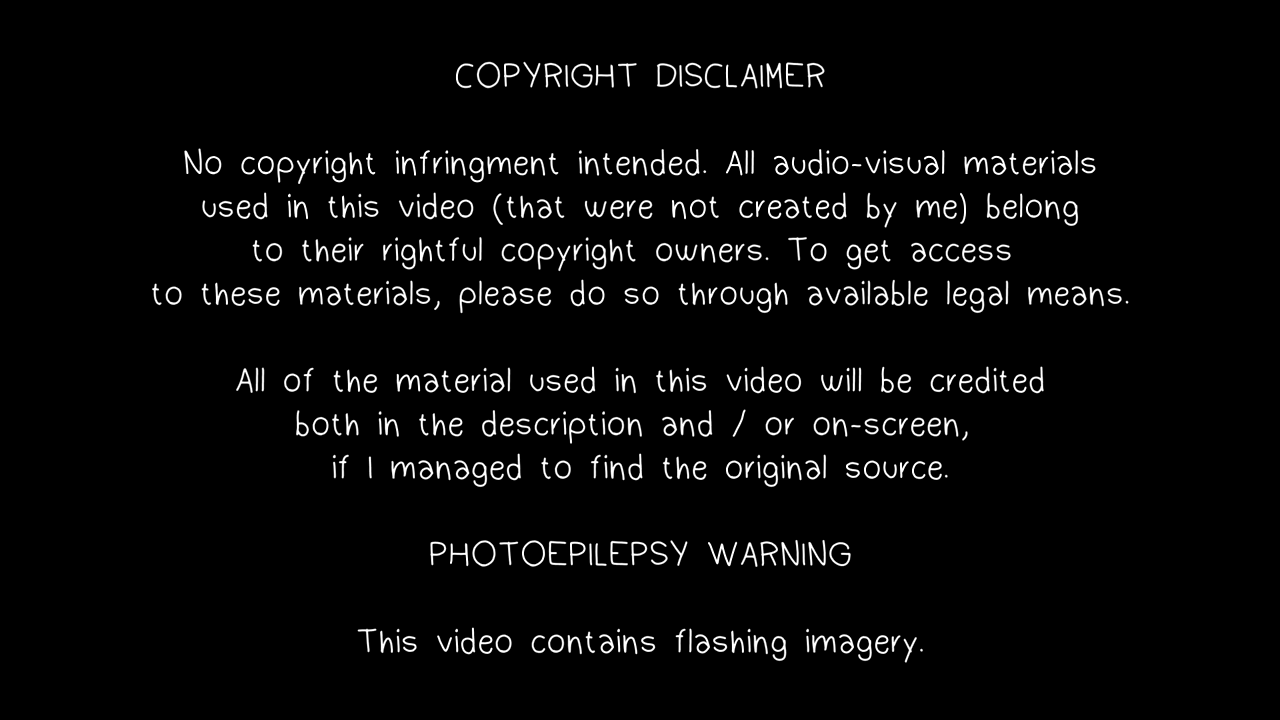 COPYRIGHT DISCLAIMER
No copyright infringment intended. All audio-visual materials
used in this video (that were not created by me) belong
to their rightful copyright owners. To get access
to these materials, please do so through available legal means.
All of the material used in this video will be credited
both in the description and / or on-screen,
if I managed to find the original source.
PHOTOEPILEPSY WARNING
This video contains flashing imagery.